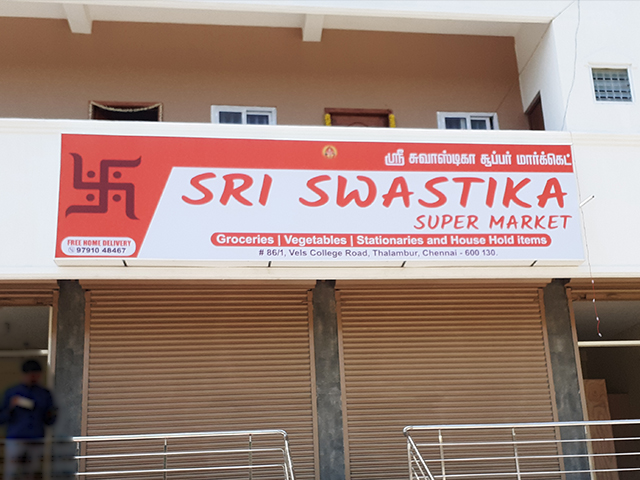 ஸ்ரீ சுவாஸ்டிகா சூப்பர் மார்க்கெட்
SRI SWASTIKA
SUPER MARKET
FREE HOME DELIVERY
97910 48467
Groceries | Vegetables | Stationaries and House Hold items
# 86/1, Vels College Road, Thalambur, Chennai - 600 130.